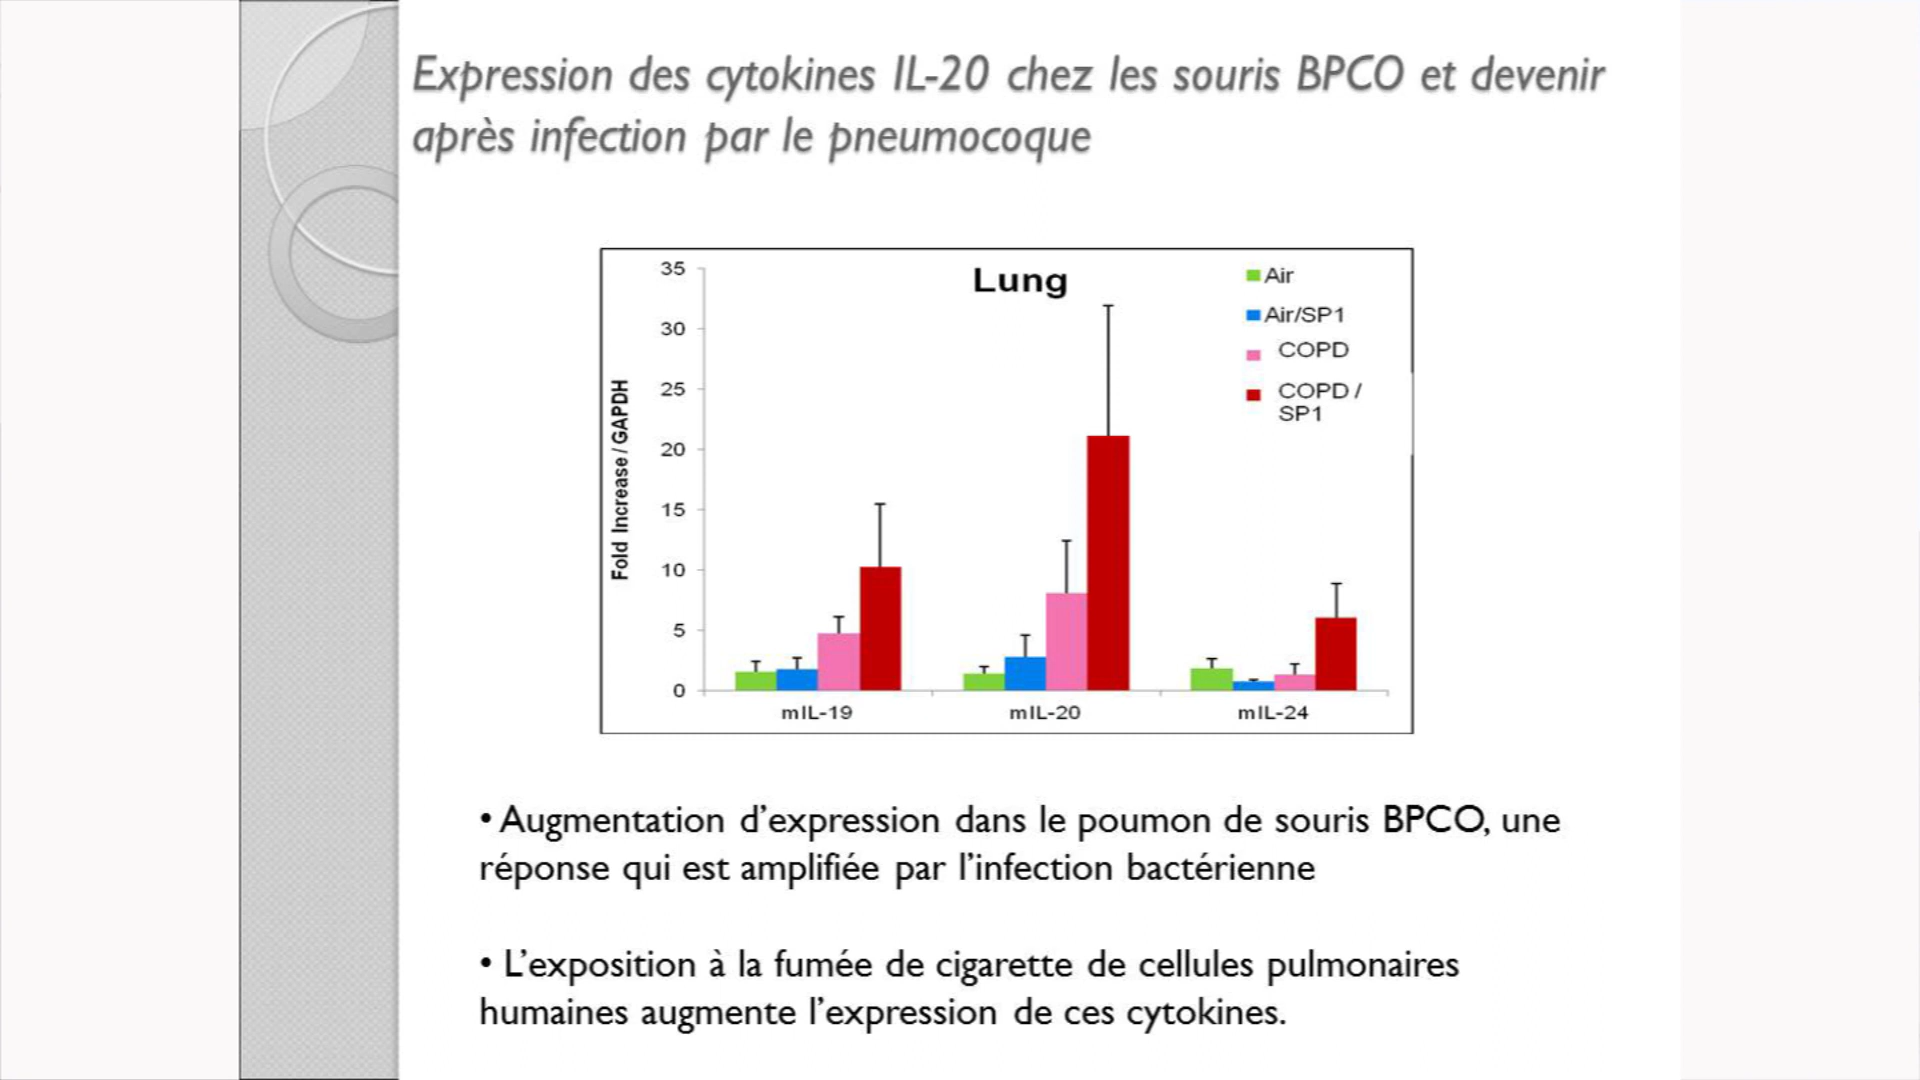 Expression des cytokines IL-20 chez les souris BPCO et devenir
après infection par le pneumocoque
Lung
Fold Increase / GAPDH
35
30
25
20
15
10
5
0
mIL-19
mIL-20
mIL-24
Air
Air/SP1
COPD
COPD /
SP1
• Augmentation d’expression dans le poumon de souris BPCO, une
réponse qui est amplifiée par l’infection bactérienne
• L’exposition à la fumée de cigarette de cellules pulmonaires
humaines augmente l’expression de ces cytokines.